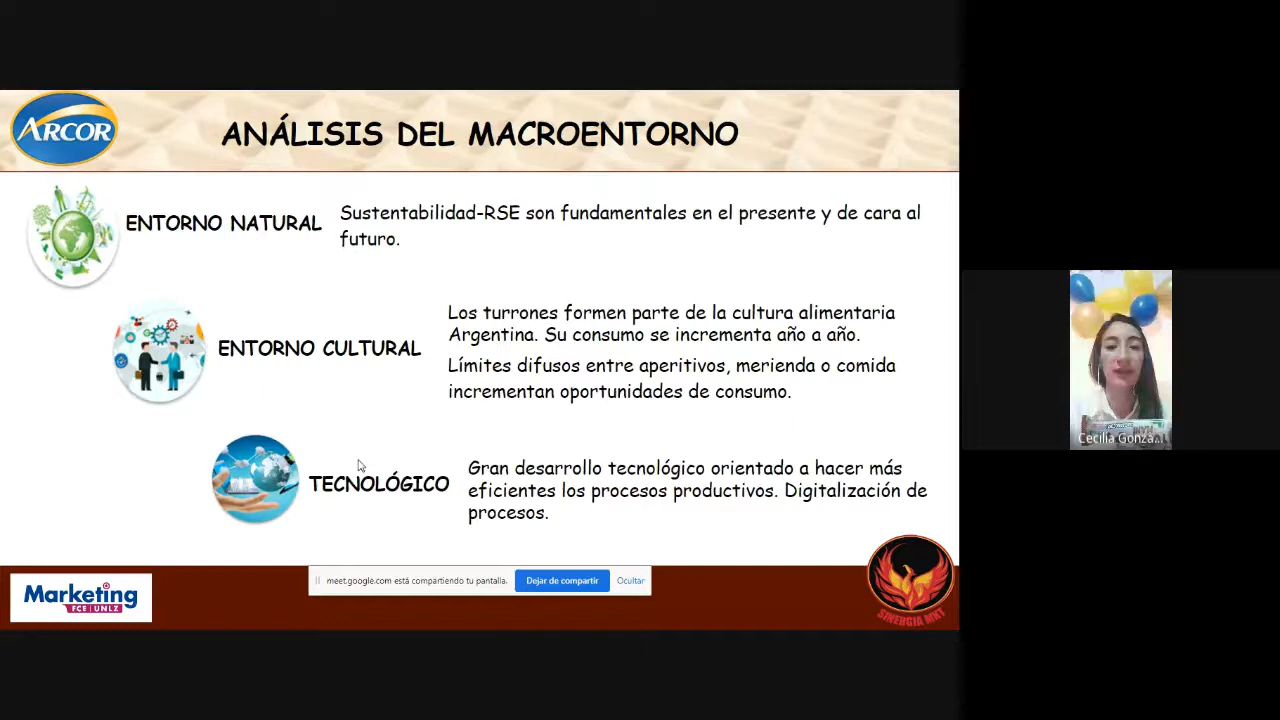 ARCOR
ANÁLISIS DEL MACROENTORNO
ENTORNO NATURAL
Sustentabilidad-RSE son fundamentales en el presente y de cara al
futuro.
ENTORNO CULTURAL
Los turrones formen parte de la cultura alimentaria
Argentina. Su consumo se incrementa año a año.
Límites difusos entre aperitivos, merienda o comida
incrementan oportunidades de consumo.
TECNOLÓGICO
Gran desarrollo tecnológico orientado a hacer más
eficientes los procesos productivos. Digitalización de
procesos.
Cecilia Gonza...
meet.google.com está compartiendo tu pantalla.
Dejar de compartir
Ocultar
Marketing
FCE | UNLZ
SINERGIA MKT